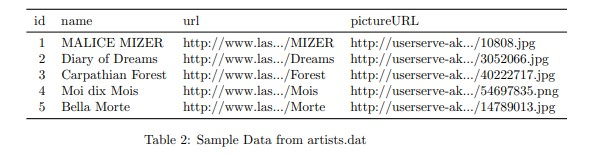 id name url pictureURL
1 MALICE MIZER http://www.las.../MIZER http://userserve-ak.../10808.jpg
2 Diary of Dreams http://www.las.../Dreams http://userserve-ak.../3052066.jpg
3 Carpathian Forest http://www.las.../Forest http://userserve-ak.../40222717.jpg
4 Moi dix Mois http://www.las.../Mois http://userserve-ak.../54697835.png
5 Bella Morte http://www.las.../Morte http://userserve-ak.../14789013.jpg
Table 2: Sample Data from artists.dat